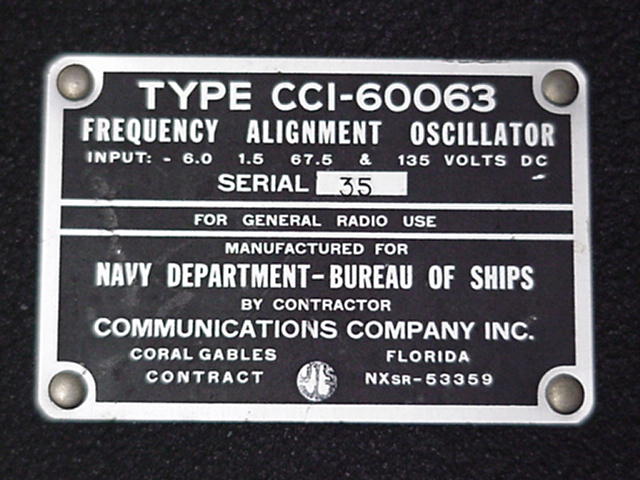 TYPE CCI-60063
FREQUENCY ALIGNMENT OSCILLATOR
INPUT: - 6.0 1.5 67.5 & 135 VOLTS DC
SERIAL 35
FOR GENERAL RADIO USE
MANUFACTURED FOR
NAVY DEPARTMENT-BUREAU OF SHIPS
BY CONTRACTOR
COMMUNICATIONS COMPANY INC.
CORAL GABLES FLORIDA
CONTRACT NXSR-53359